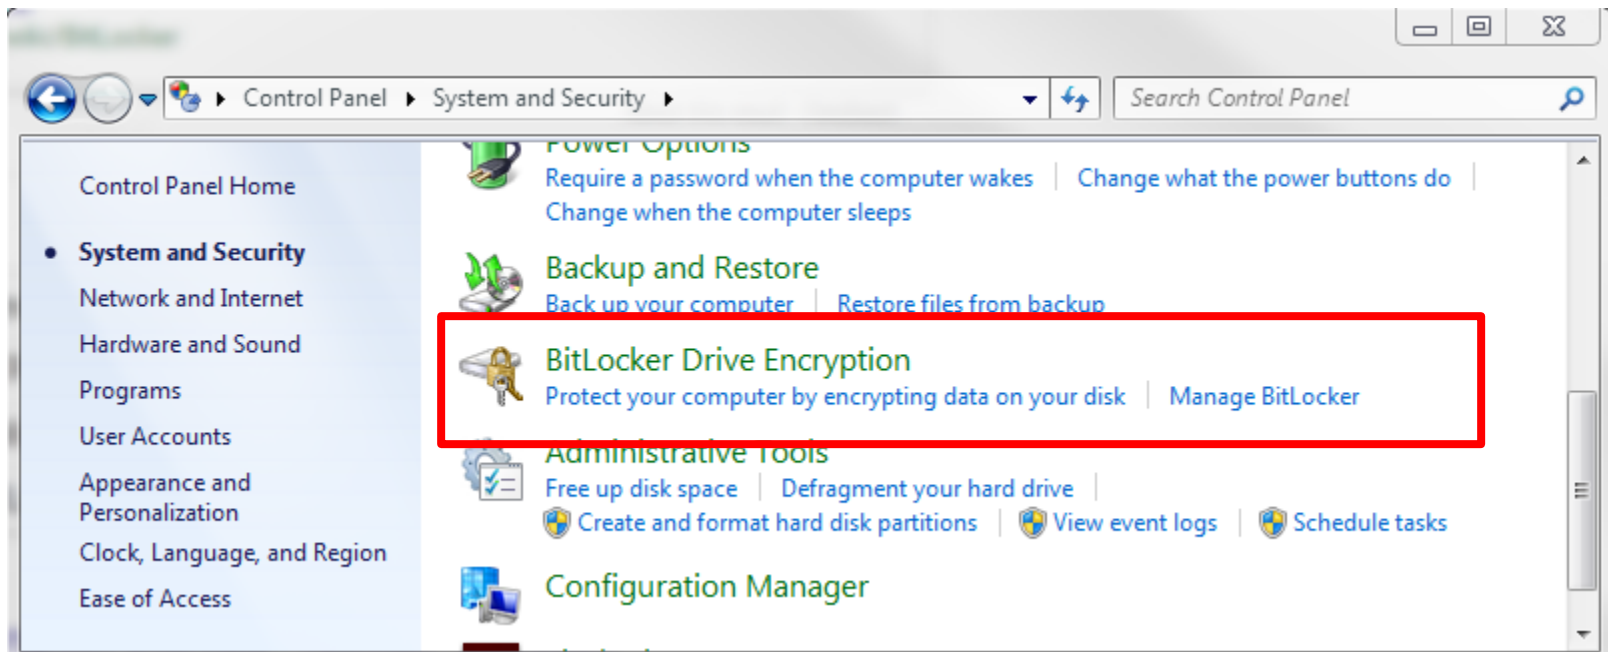 Control Panel System and Security
Search Control Panel
Control Panel Home
System and Security
Network and Internet
Hardware and Sound
Programs
User Accounts
Appearance and
Personalization
Clock, Language, and Region
Ease of Access
Power Options
Require a password when the computer wakes Change what the power buttons do
Change when the computer sleeps
Backup and Restore
Back up your computer Restore files from backup
BitLocker Drive Encryption
Protect your computer by encrypting data on your disk Manage BitLocker
Administrative Tools
Free up disk space Defragment your hard drive
Create and format hard disk partitions View event logs Schedule tasks
Configuration Manager